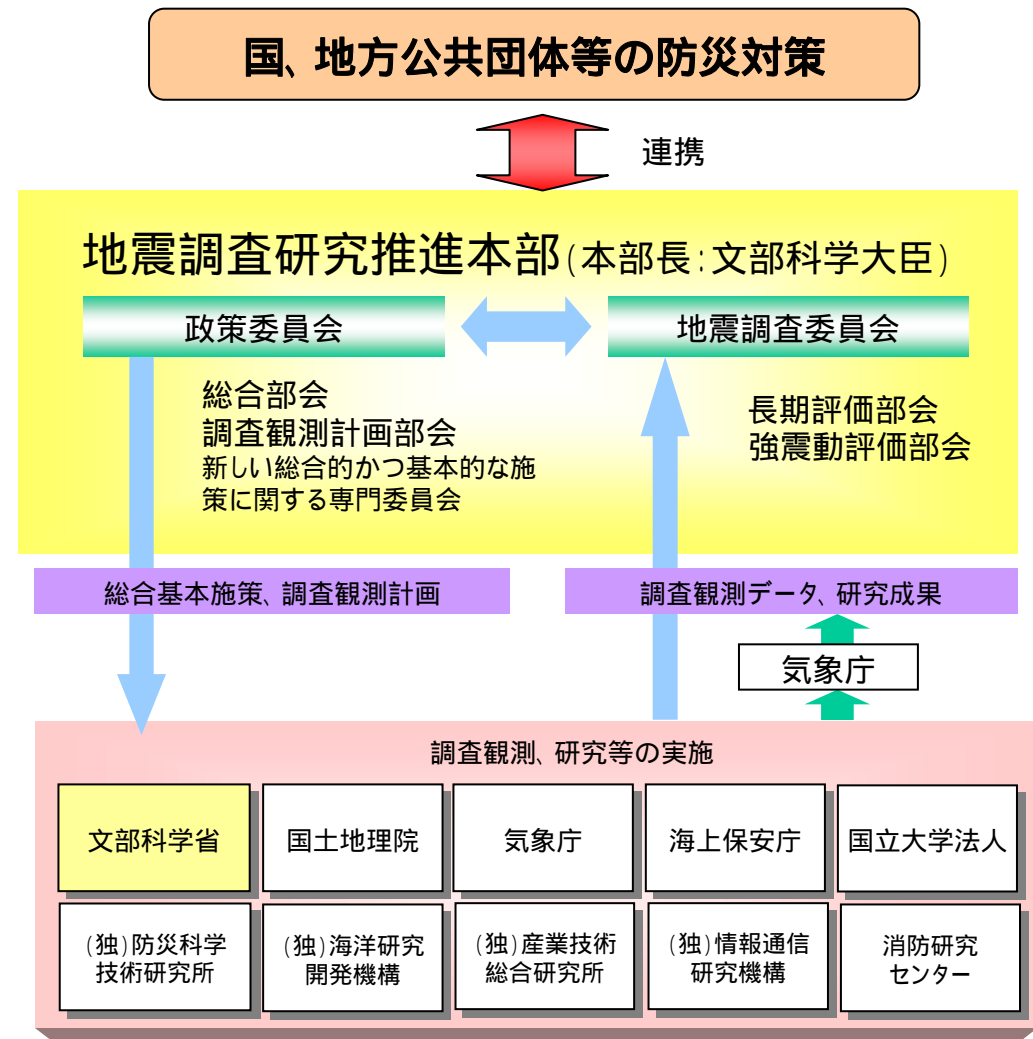 国、地方公共団体等の防災対策
連携
地震調査研究推進本部(本部長:文部科学大臣)
政策委員会
地震調査委員会
総合部会
調査観測計画部会
新しい総合的かつ基本的な施
策に関する専門委員会
長期評価部会
強震動評価部会
総合基本施策、調査観測計画
調査観測データ、研究成果
気象庁
調査観測、研究等の実施
文部科学省
国土地理院
気象庁
海上保安庁
国立大学法人
(独)防災科学
技術研究所
(独)海洋研究
開発機構
(独)産業技術
総合研究所
(独)情報通信
研究機構
消防研究
センター